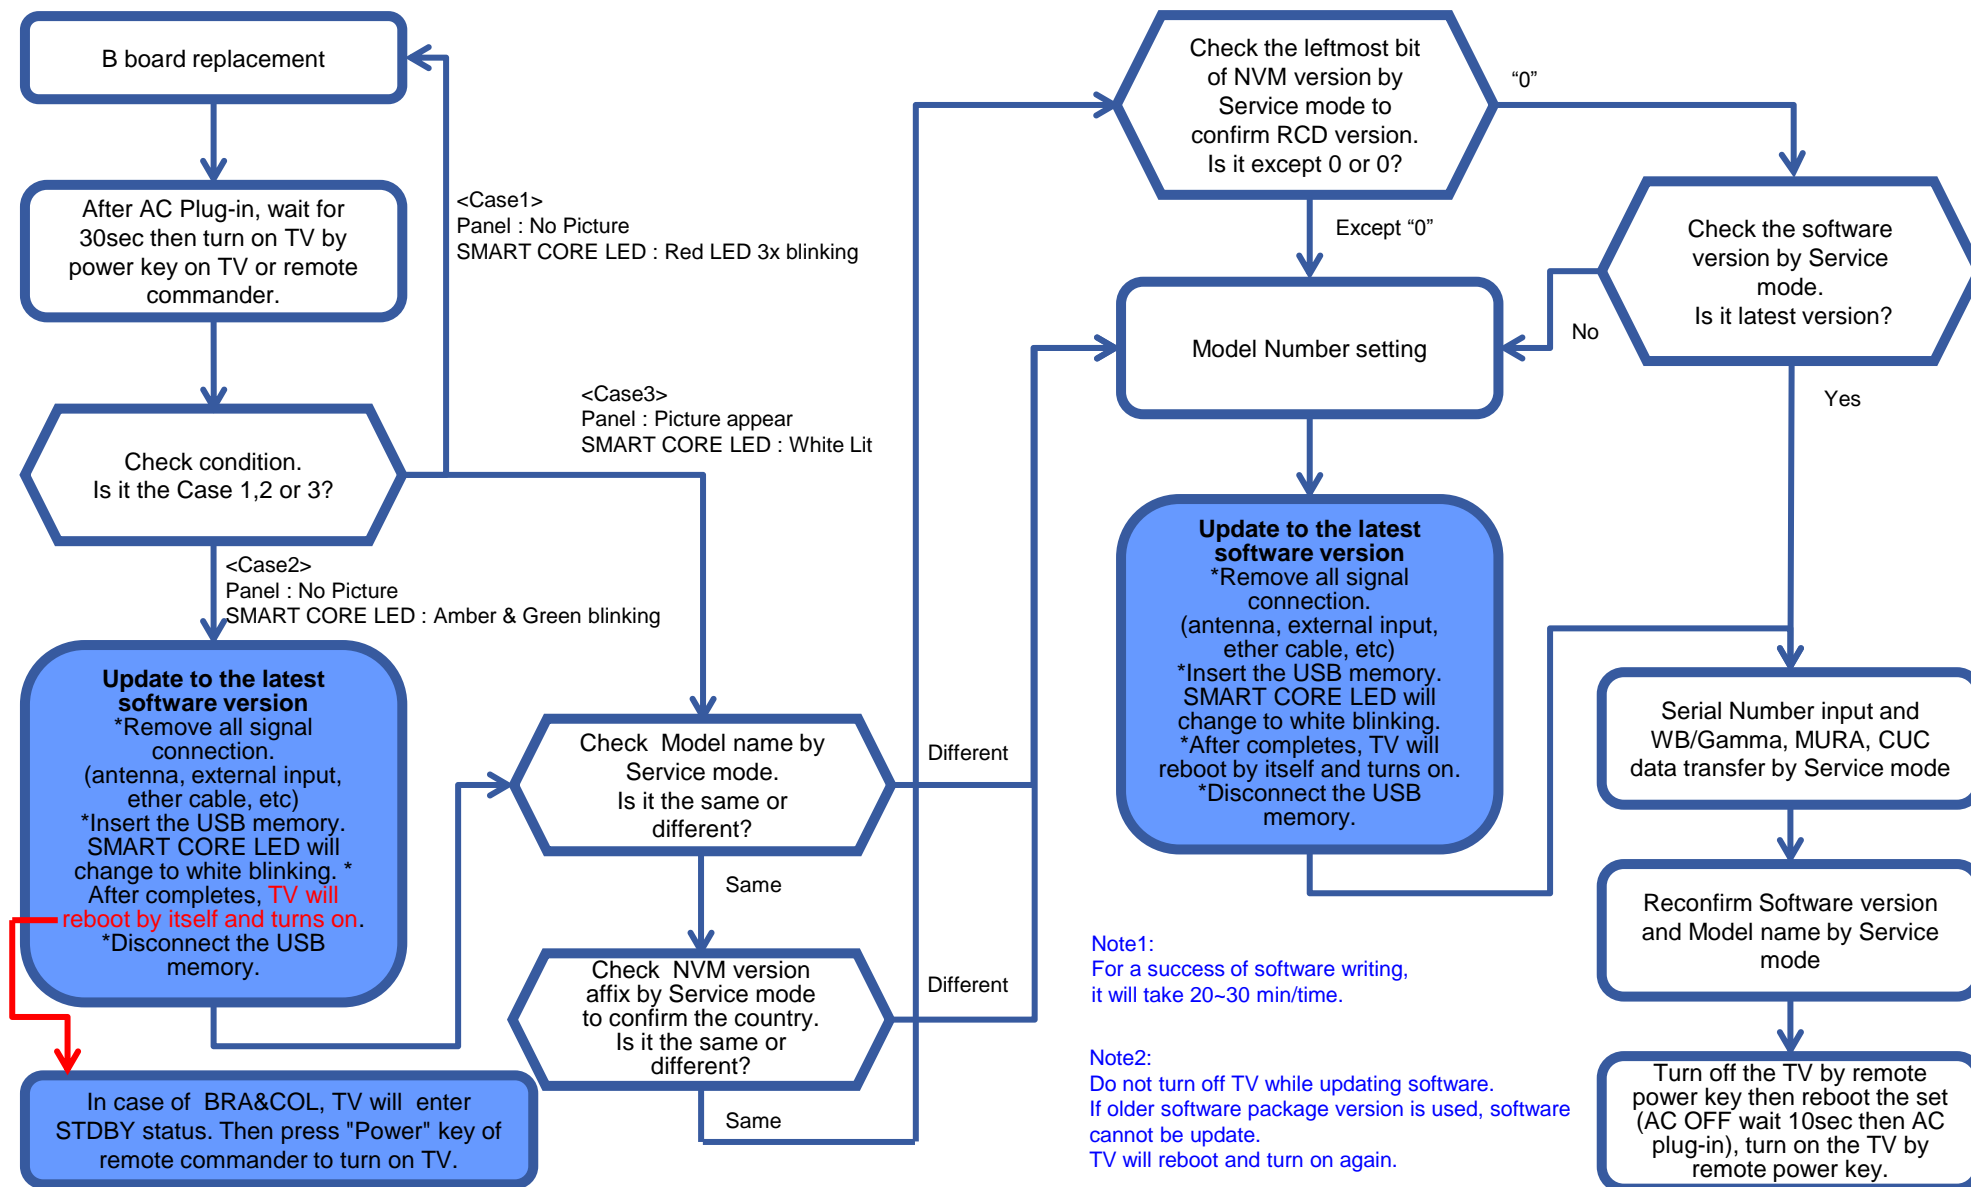 B board replacement
After AC Plug-in, wait for
30sec then turn on TV by
power key on TV or remote
commander.
<Case1>
Panel : No Picture
SMART CORE LED : Red LED 3x blinking
<Case3>
Panel : Picture appear
SMART CORE LED : White Lit
Check condition.
Is it the Case 1,2 or 3?
<Case2>
Panel : No Picture
SMART CORE LED : Amber & Green blinking
Update to the latest
software version
*Remove all signal
connection.
(antenna, external input,
ether cable, etc)
*Insert the USB memory.
SMART CORE LED will
change to white blinking. *
After completes, TV will
reboot by itself and turns on.
*Disconnect the USB
memory.
In case of  BRA&COL, TV will  enter
STDBY status. Then press "Power" key of
remote commander to turn on TV.
Check  Model name by
Service mode.
Is it the same or
different?
Different
Same
Check  NVM version
affix by Service mode
to confirm the country.
Is it the same or
different?
Different
Same
Check the leftmost bit
of NVM version by
Service mode to
confirm RCD version.
Is it except 0 or 0?
“0”
Except “0”
Check the software
version by Service
mode.
Is it latest version?
No
Yes
Model Number setting
Update to the latest
software version
*Remove all signal
connection.
(antenna, external input,
ether cable, etc)
*Insert the USB memory.
SMART CORE LED will
change to white blinking.
*After completes, TV will
reboot by itself and turns on.
*Disconnect the USB
memory.
Serial Number input and
WB/Gamma, MURA, CUC
data transfer by Service mode
Reconfirm Software version
and Model name by Service
mode
Turn off the TV by remote
power key then reboot the set
(AC OFF wait 10sec then AC
plug-in), turn on the TV by
remote power key.
Note1:
For a success of software writing,
it will take 20~30 min/time.
Note2:
Do not turn off TV while updating software.
If older software package version is used, software
cannot be update.
TV will reboot and turn on again.